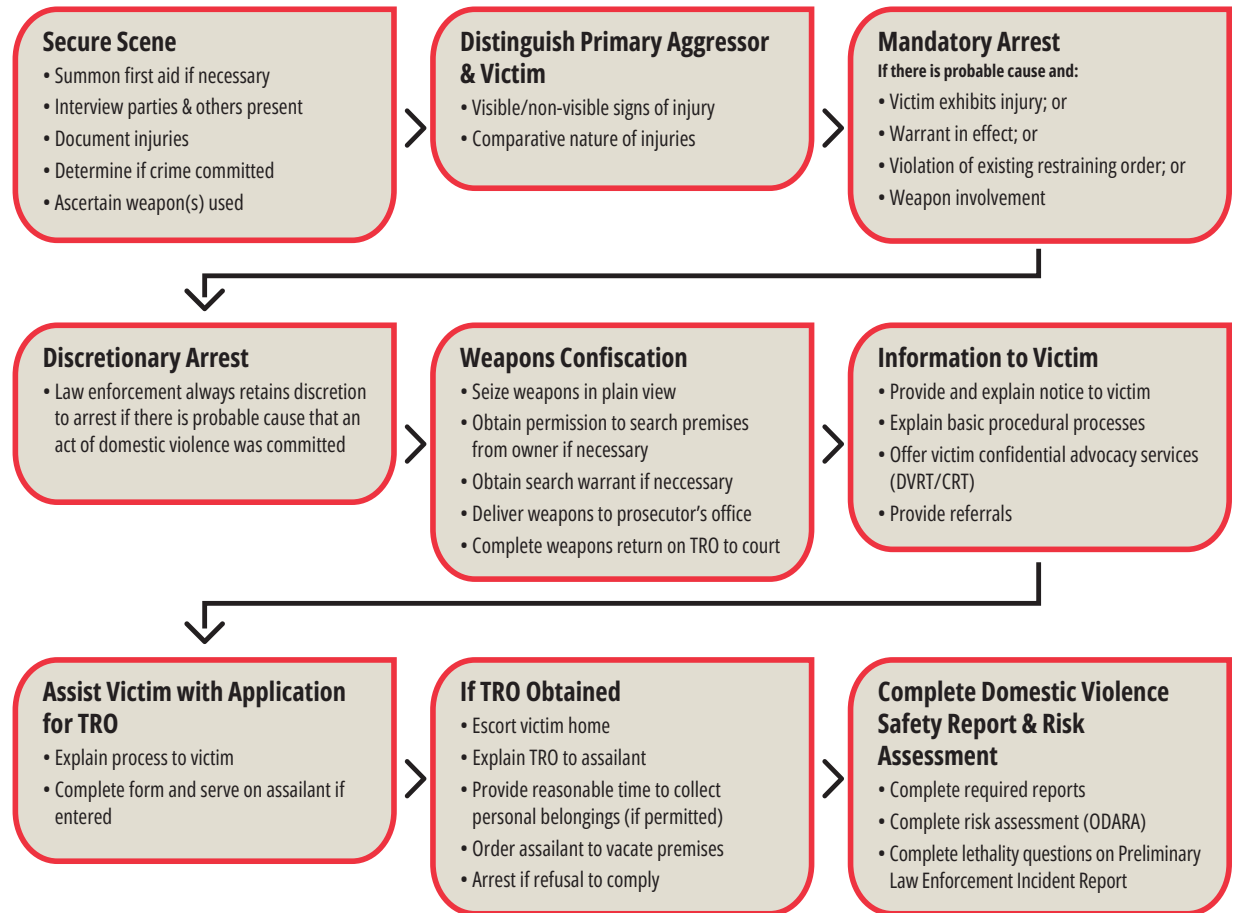 Secure Scene
• Summon first aid if necessary
• Interview parties & others present
• Document injuries
• Determine if crime committed
• Ascertain weapon(s) used
Distinguish Primary Aggressor
& Victim
• Visible/non-visible signs of injury
• Comparative nature of injuries
Mandatory Arrest
If there is probable cause and:
• Victim exhibits injury; or
• Warrant in effect; or
• Violation of existing restraining order; or
• Weapon involvement
Discretionary Arrest
• Law enforcement always retains discretion
to arrest if there is probable cause that an
act of domestic violence was committed
Weapons Confiscation
• Seize weapons in plain view
• Obtain permission to search premises
from owner if necessary
• Obtain search warrant if neccessary
• Deliver weapons to prosecutor's office
• Complete weapons return on TRO to court
Information to Victim
• Provide and explain notice to victim
• Explain basic procedural processes
• Offer victim confidential advocacy services
(DVRT/CRT)
• Provide referrals
Assist Victim with Application
for TRO
• Explain process to victim
• Complete form and serve on assailant if
entered
If TRO Obtained
• Escort victim home
• Explain TRO to assailant
• Provide reasonable time to collect
personal belongings (if permitted)
• Order assailant to vacate premises
• Arrest if refusal to comply
Complete Domestic Violence
Safety Report & Risk
Assessment
• Complete required reports
• Complete risk assessment (ODARA)
• Complete lethality questions on Preliminary
Law Enforcement Incident Report